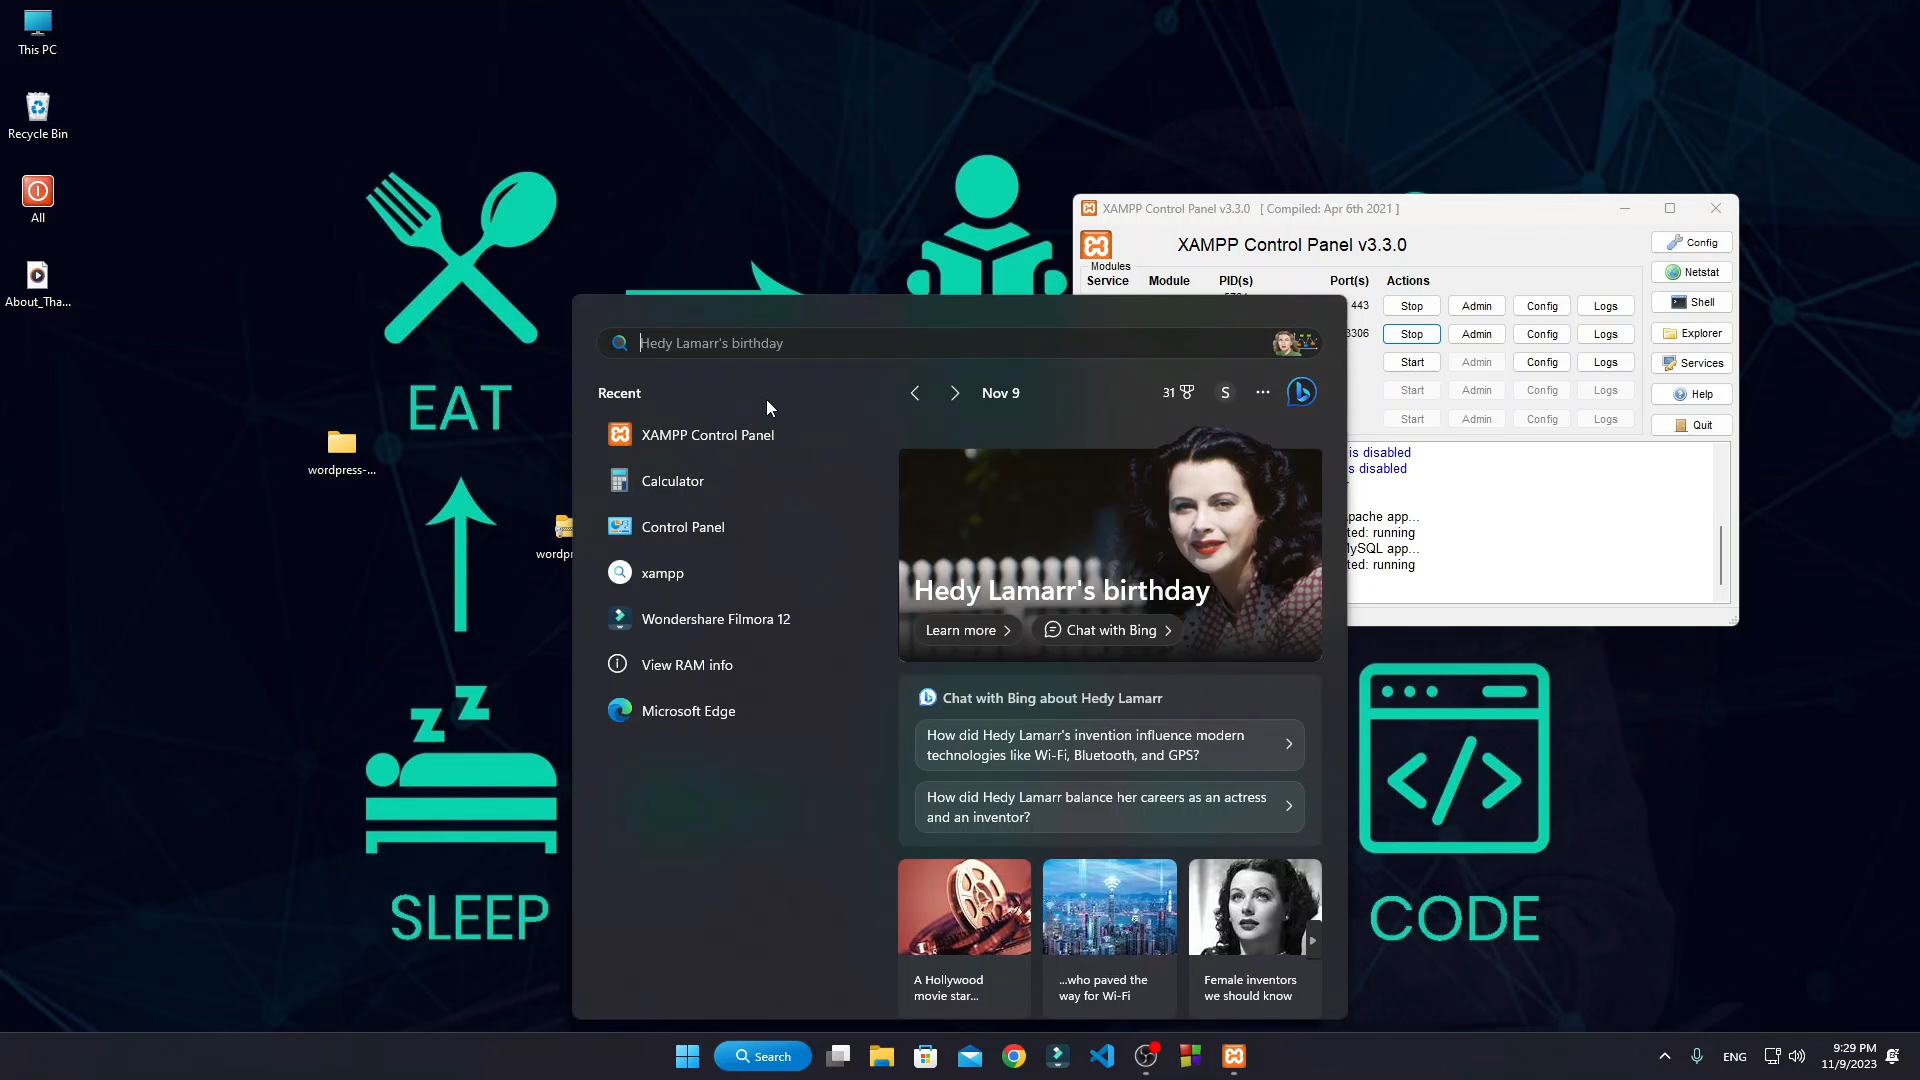 This PC
Recycle Bin
All
About_Tha...
EAT
wordpress-...
SLEEP
CODE
XAMPP Control Panel v3.3.0 [ Compiled: Apr 6th 2021 ]
XAMPP Control Panel v3.3.0
Modules
Service Module PID(s) Port(s) Actions
443 Stop Admin Config Logs
3306 Stop Admin Config Logs
Start Admin Config Logs
Start Admin Config Logs
Start Admin Config Logs
Config
Netstat
Shell
Explorer
Services
Help
Quit
is disabled
s disabled
pache app...
ted: running
ySQL app...
ted: running
Hedy Lamarr's birthday
Recent
XAMPP Control Panel
Calculator
Control Panel
xampp
Wondershare Filmora 12
View RAM info
Microsoft Edge
Nov 9
31
S
Hedy Lamarr's birthday
Learn more
Chat with Bing
Chat with Bing about Hedy Lamarr
How did Hedy Lamarr's invention influence modern
technologies like Wi-Fi, Bluetooth, and GPS?
How did Hedy Lamarr balance her careers as an actress
and an inventor?
A Hollywood
movie star...
...who paved the
way for Wi-Fi
Female inventors
we should know
wordpr
Search
ENG
9:29 PM
11/9/2023